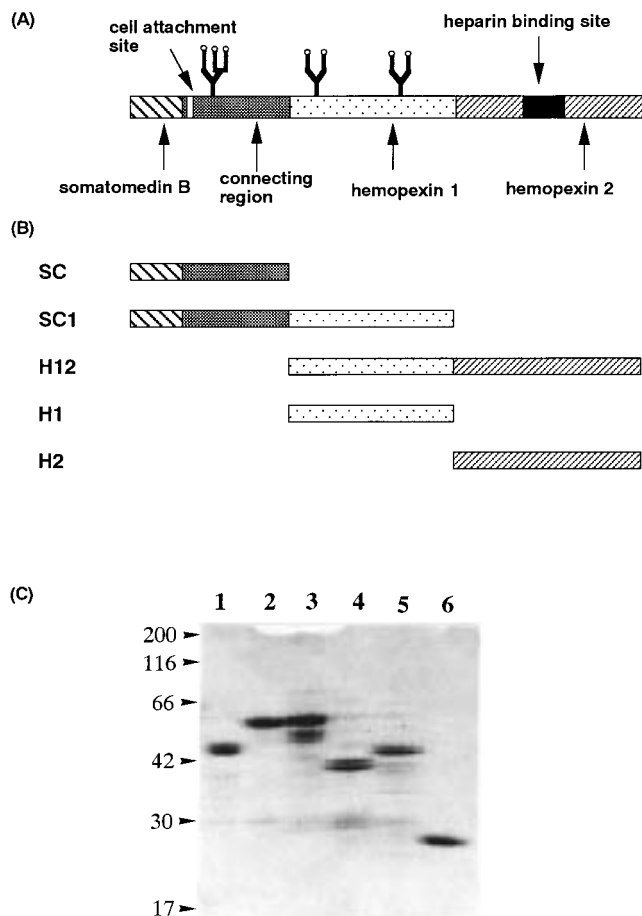 (A)
cell attachment
site
heparin binding site
somatomedin B
connecting
region
hemopexin 1
hemopexin 2
(B)
SC
SC1
H12
H1
H2
(C)
1 2 3 4 5 6
200
116
66
42
30
17